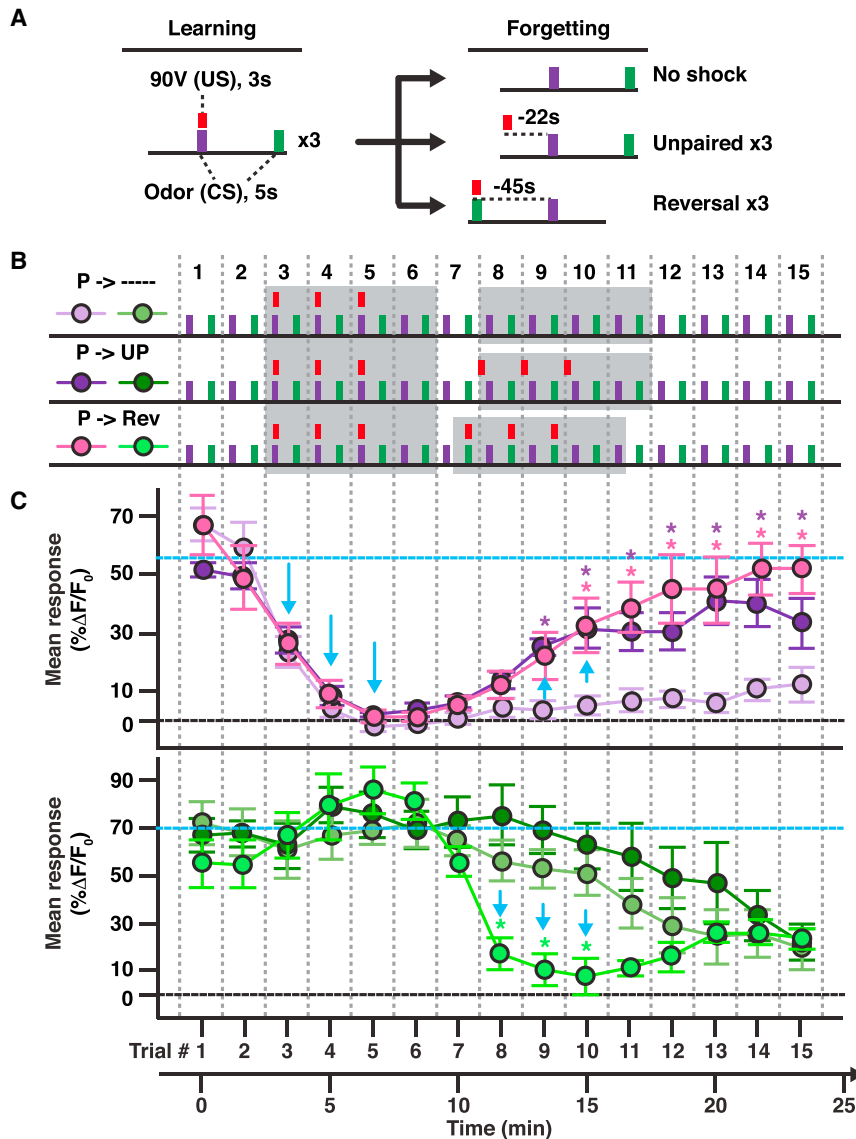 A
Learning
Forgetting
90V (US), 3s
x3
Odor (CS), 5s
No shock
-22s
Unpaired x3
-45s
Reversal x3
B
1 2 3 4 5 6 7 8 9 10 11 12 13 14 15
P -> -----
P -> UP
P -> Rev
C
Mean response
(%ΔF/F0)
70
50
30
10
0
* * * * * * *
* * * * * *
Mean response
(%ΔF/F0)
90
70
50
30
10
0
* * *
Trial # 1 2 3 4 5 6 7 8 9 10 11 12 13 14 15
0 5 10 15 20 25
Time (min)